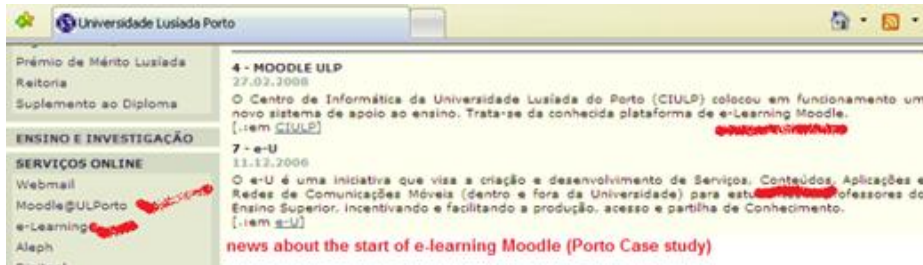 Universidade Lusíada Porto
Prémio de Mérito Lusíada
Reitoria
Suplemento ao Diploma
ENSINO E INVESTIGAÇÃO
SERVIÇOS ONLINE
Webmail
Moodle@ULPorto
e-Learning
Aleph
4 - MOODLE ULP
27.02.2008
O Centro de Informática da Universidade Lusíada do Porto (CIULP) colocou em funcionamento um
novo sistema de apoio ao ensino. Trata-se da conhecida plataforma de e-Learning Moodle.
[.:em CIULP]
7 - e-U
11.12.2006
O e-U é uma iniciativa que visa a criação e desenvolvimento de Serviços, Conteúdos, Aplicações e
Redes de Comunicações Móveis (dentro e fora da Universidade) para
Ensino Superior, incentivando e facilitando a produção, acesso e partilha de Conhecimento.
[.:em e-U]
news about the start of e-learning Moodle (Porto Case study)